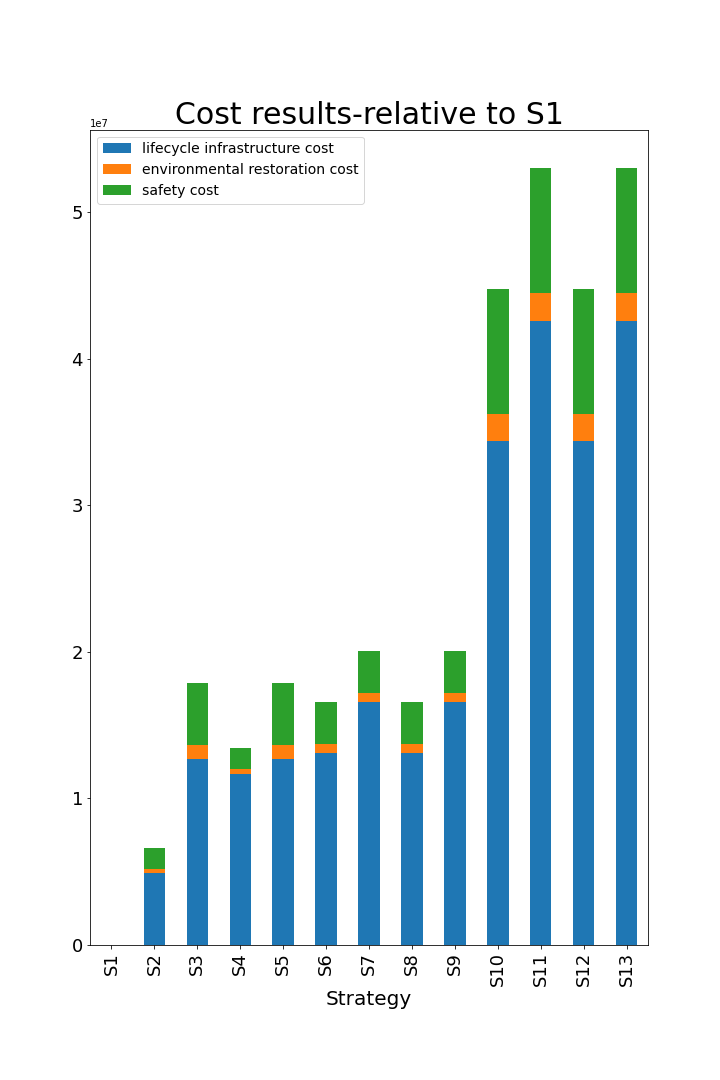 Cost results-relative to S1
1e7
lifecycle infrastructure cost
environmental restoration cost
safety cost
5
4
3
2
1
0
S1 S2 S3 S4 S5 S6 S7 S8 S9 S10 S11 S12 S13
Strategy